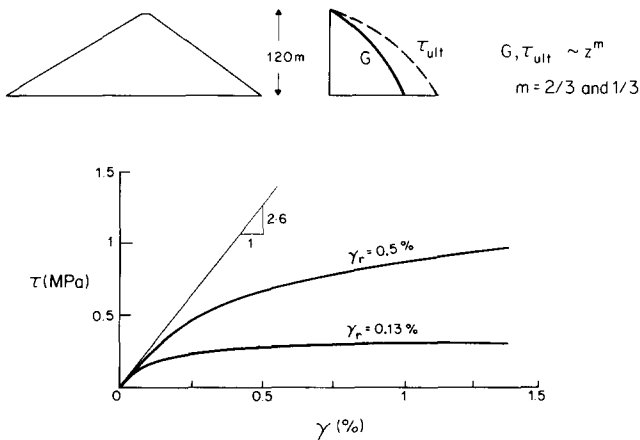 120m
G
τult
G, τult ~ z^m
m = 2/3 and 1/3
1.5
1
0.5
0
τ(MPa)
2·6
1
γr = 0.5 %
γr = 0.13 %
0.5
1
1.5
γ (%)